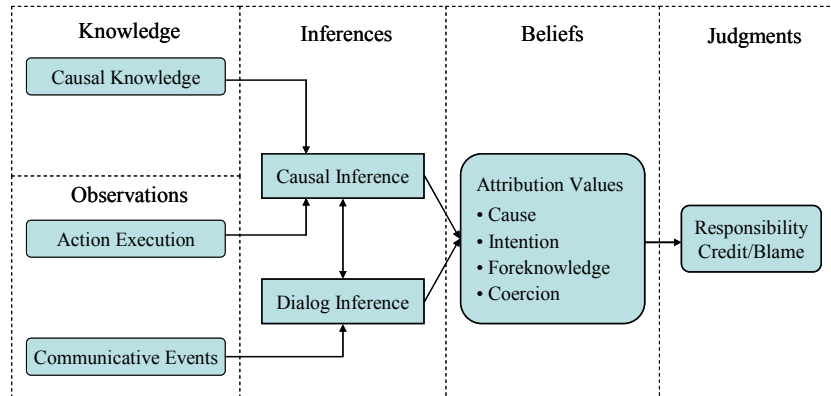 Knowledge
Causal Knowledge
Observations
Action Execution
Communicative Events
Inferences
Causal Inference
Dialog Inference
Beliefs
Attribution Values
• Cause
• Intention
• Foreknowledge
• Coercion
Judgments
Responsibility
Credit/Blame